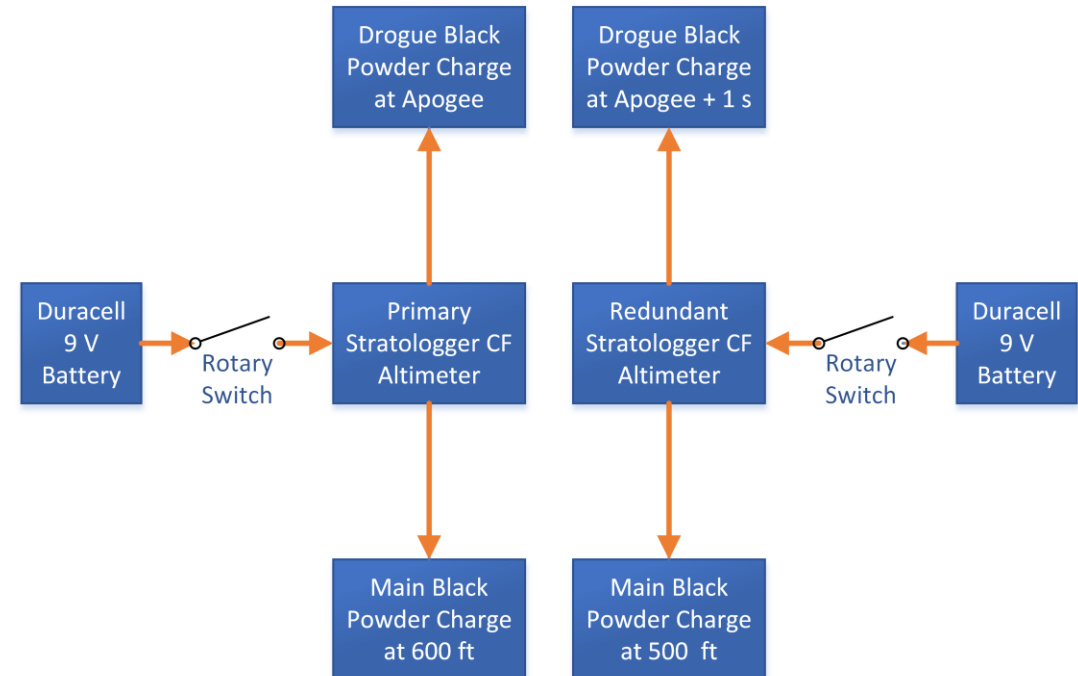 Drogue Black
Powder Charge
at Apogee
Drogue Black
Powder Charge
at Apogee + 1 s
Duracell
9 V
Battery
Rotary
Switch
Primary
Stratologger CF
Altimeter
Redundant
Stratologger CF
Altimeter
Rotary
Switch
Duracell
9 V
Battery
Main Black
Powder Charge
at 600 ft
Main Black
Powder Charge
at 500  ft